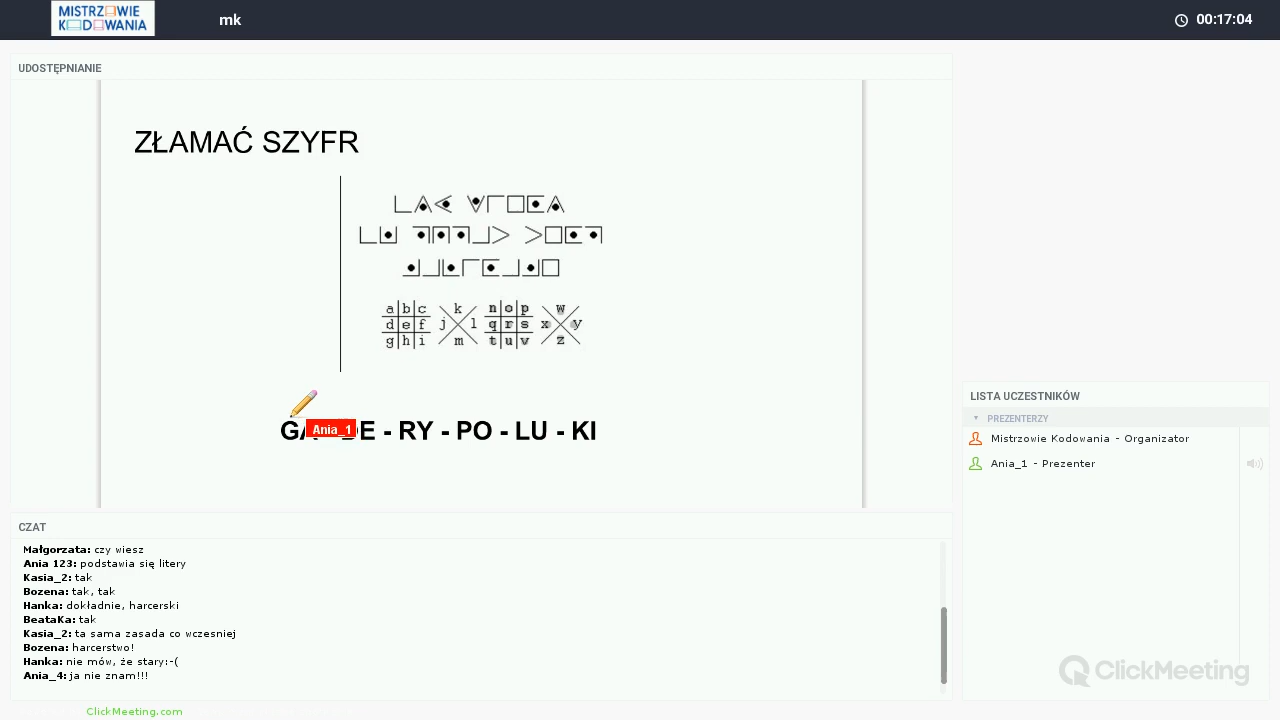 MISTRZOWIE
KODOWANIA
mk
00:17:04
UDOSTĘPNIANIE
ZŁAMAĆ SZYFR
a b c k n o p w
d e f j l q r s x y
g h i m t u v z
GA - DE - RY - PO - LU - KI
Ania_1
CZAT
Małgorzata: czy wiesz
Ania 123: podstawia się litery
Kasia_2: tak
Bozena: tak, tak
Hanka: dokładnie, harcerski
BeataKa: tak
Kasia_2: ta sama zasada co wczesniej
Bozena: harcerstwo!
Hanka: nie mów, że stary:-(
Ania_4: ja nie znam!!!
LISTA UCZESTNIKÓW
PREZENTERZY
Mistrzowie Kodowania - Organizator
Ania_1 - Prezenter
ClickMeeting
ClickMeeting.com